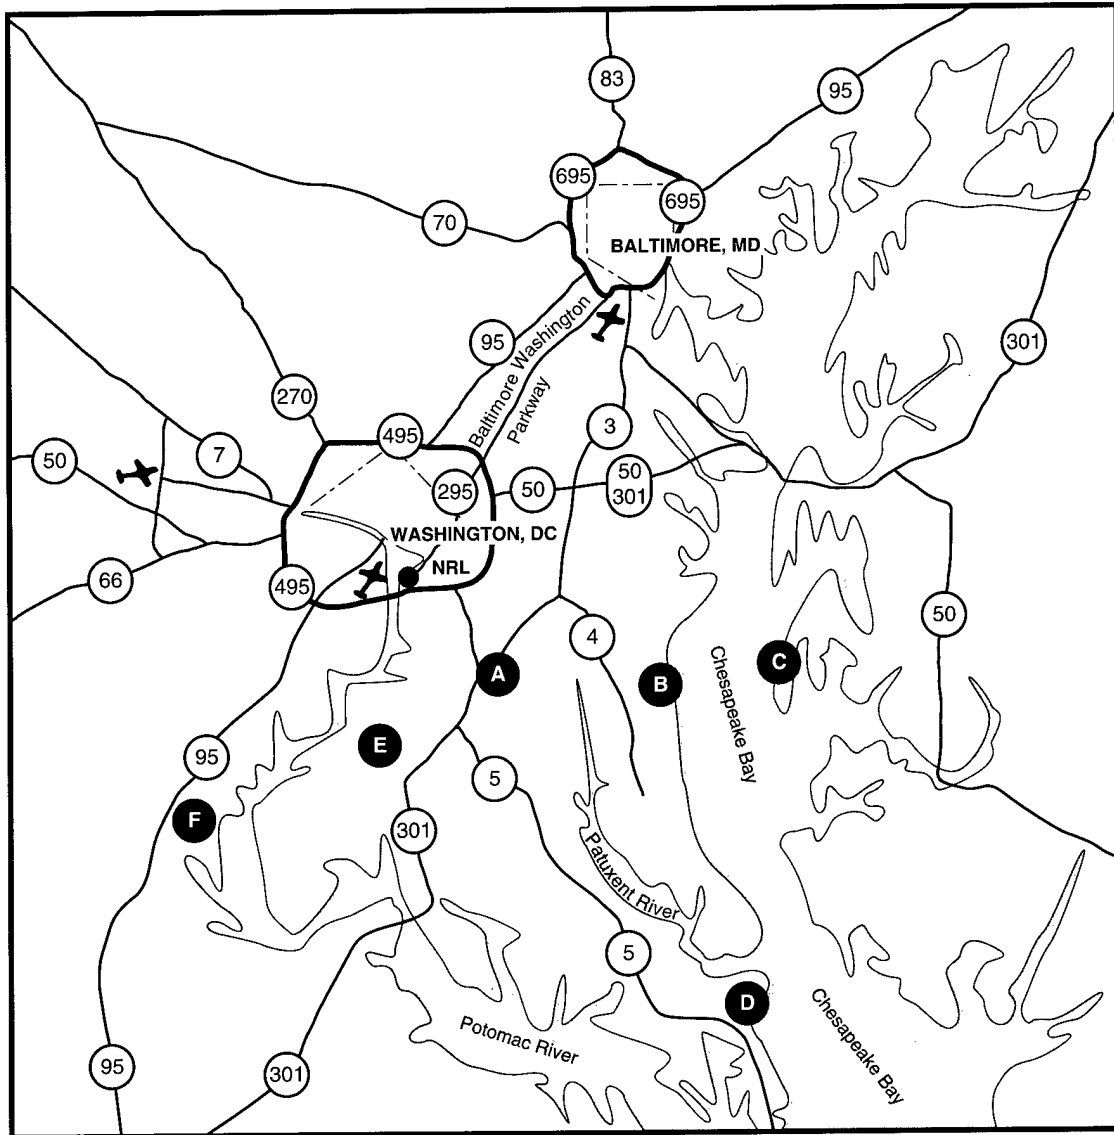 83
95
695
695
70
BALTIMORE, MD
95
Baltimore Washington
Parkway
301
270
3
495
7
50
295
50
50
301
WASHINGTON, DC
NRL
66
495
4
50
A
B
C
Chesapeake Bay
E
95
5
F
301
Patuxent River
5
D
Potomac River
Chesapeake Bay
95
301